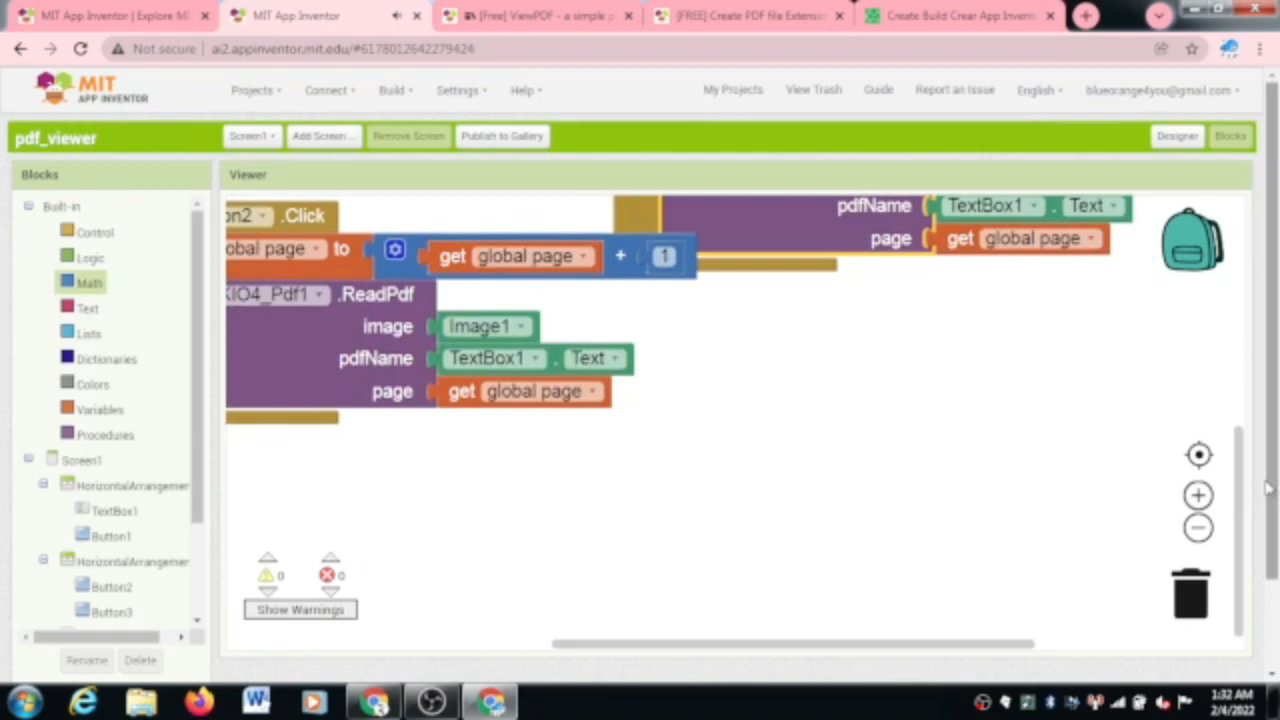 MIT App Inventor | Explore MI
MIT App Inventor
[Free] ViewPDF - a simple p
[FREE] Create PDF file Extensi
Create Build Crear App Invent
Not secure | ai2.appinventor.mit.edu/#6178012642279424
MIT
APP INVENTOR
Projects
Connect
Build
Settings
Help
My Projects
View Trash
Guide
Report an Issue
English
blueorange4you@gmail.com
pdf_viewer
Screen1
Add Screen...
Remove Screen
Publish to Gallery
Designer
Blocks
Blocks
Viewer
Built-in
Control
Logic
Math
Text
Lists
Dictionaries
Colors
Variables
Procedures
Screen1
HorizontalArrangemer
TextBox1
Button1
HorizontalArrangemer
Button2
Button3
Rename
Delete
on2 .Click
obal page to get global page + 1
KIO4_Pdf1 .ReadPdf
image Image1
pdfName TextBox1 . Text
page get global page
pdfName TextBox1 . Text
page get global page
0
0
Show Warnings
1:32 AM
2/4/2022